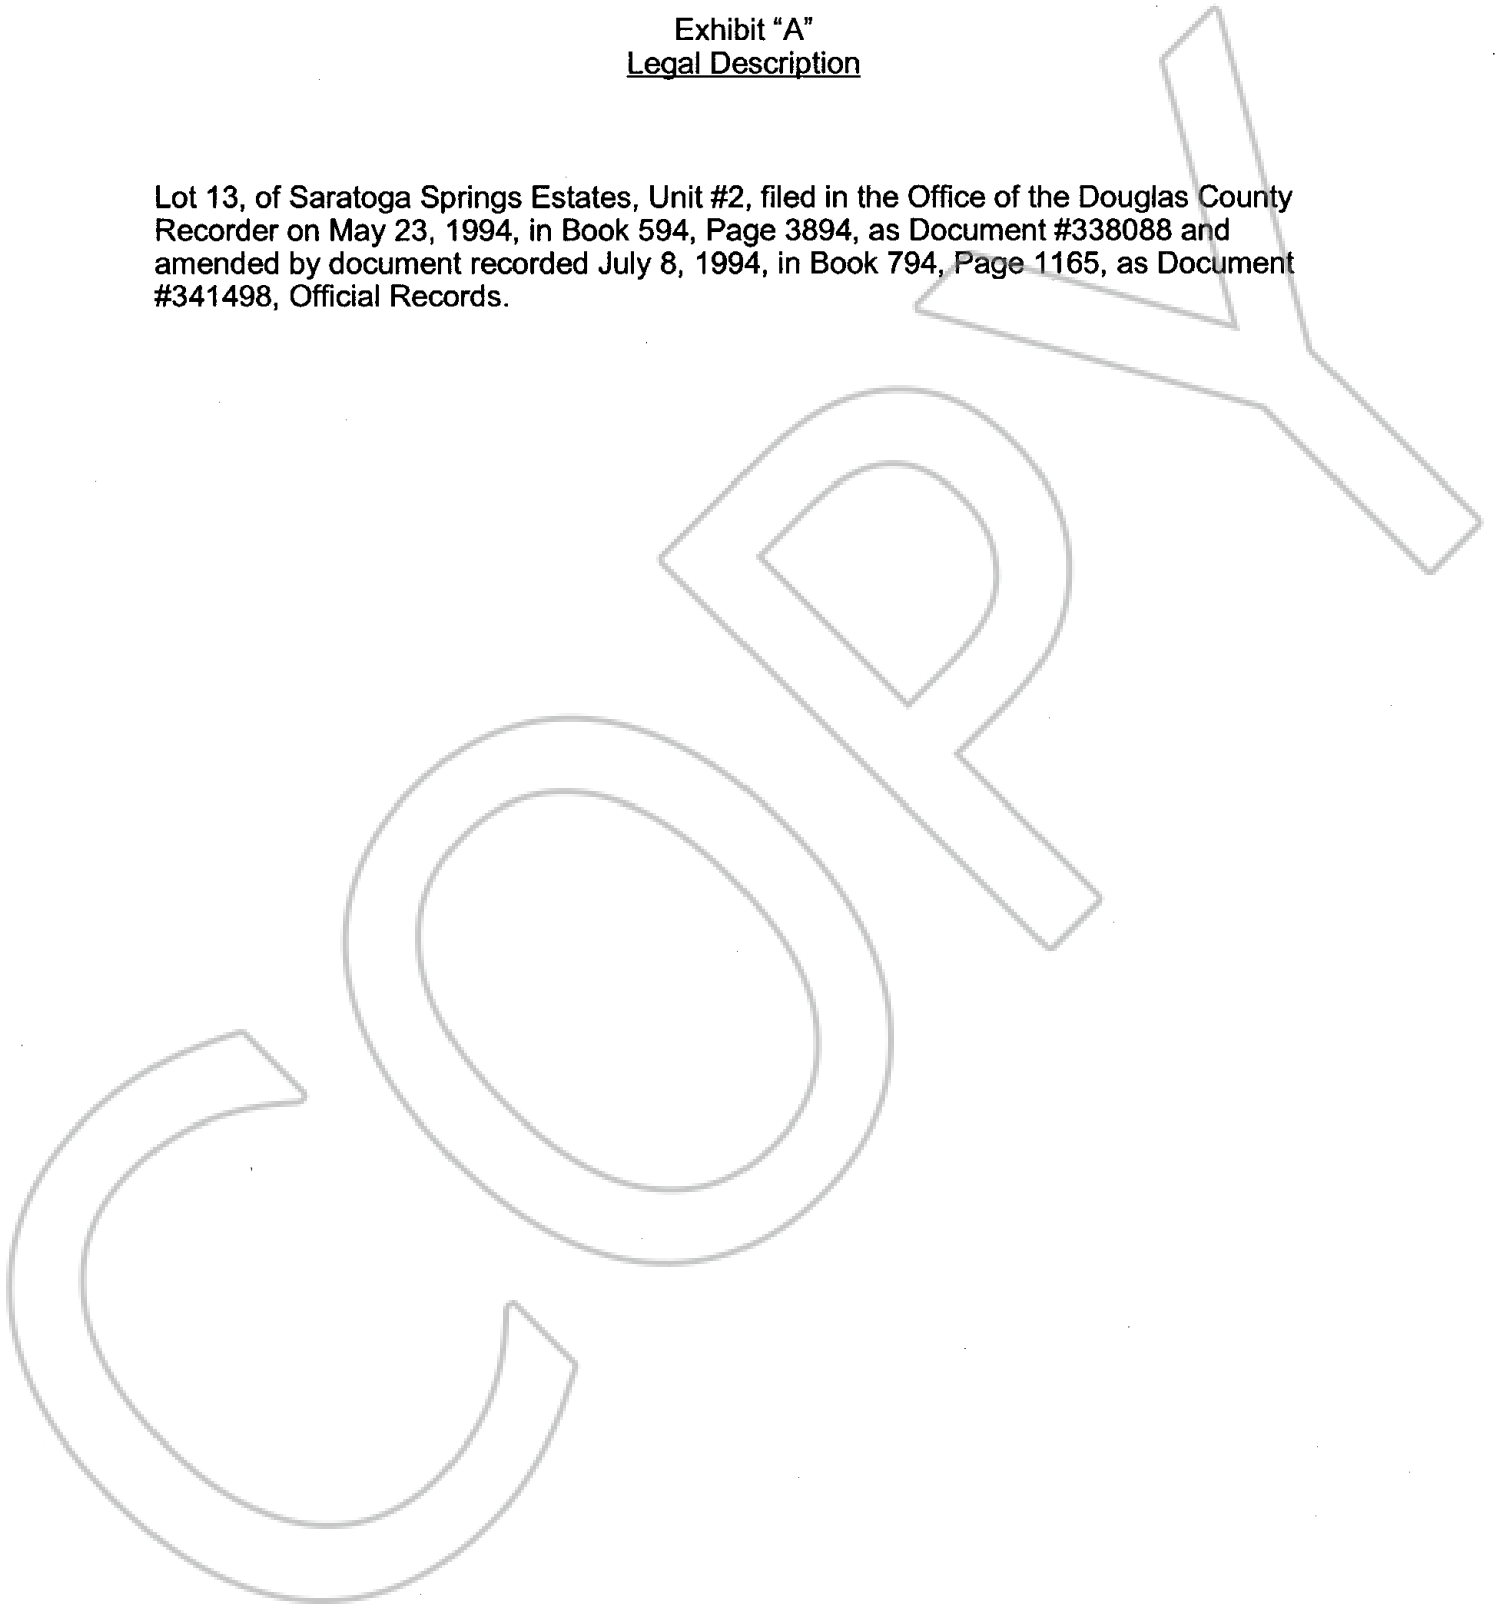 Exhibit “A”
Legal Description
Lot 13, of Saratoga Springs Estates, Unit #2, filed in the Office of the Douglas County
Recorder on May 23, 1994, in Book 594, Page 3894, as Document #338088 and
amended by document recorded July 8, 1994, in Book 794, Page 1165, as Document
#341498, Official Records.
COPY